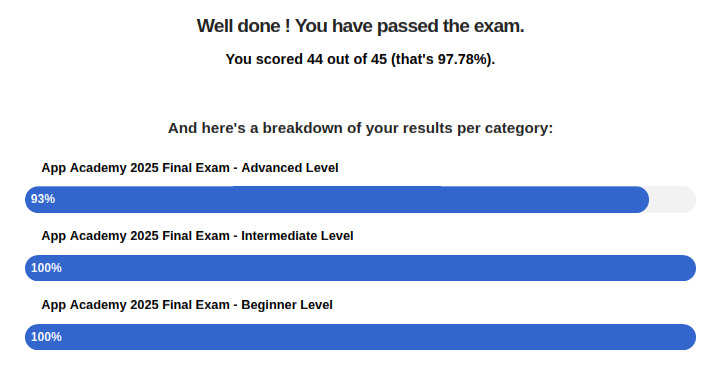 Well done ! You have passed the exam.
You scored 44 out of 45 (that's 97.78%).
And here's a breakdown of your results per category:
App Academy 2025 Final Exam - Advanced Level
93%
App Academy 2025 Final Exam - Intermediate Level
100%
App Academy 2025 Final Exam - Beginner Level
100%